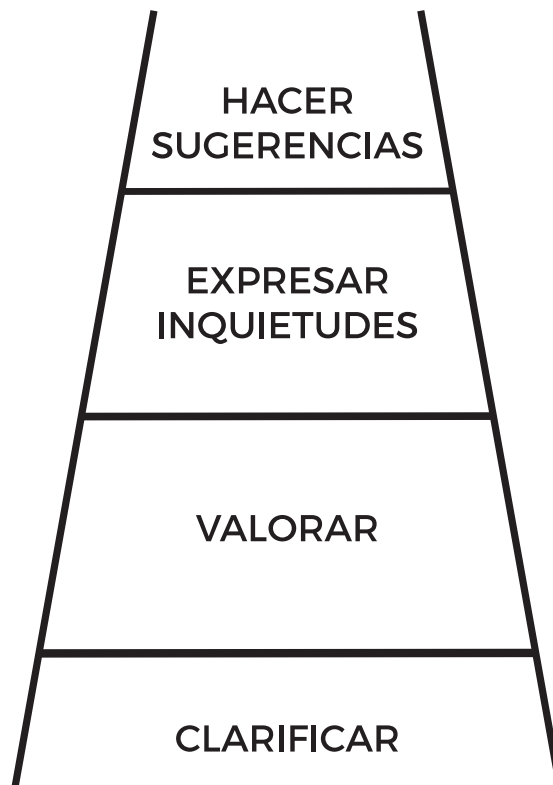 HACER
SUGERENCIAS
EXPRESAR
INQUIETUDES
VALORAR
CLARIFICAR